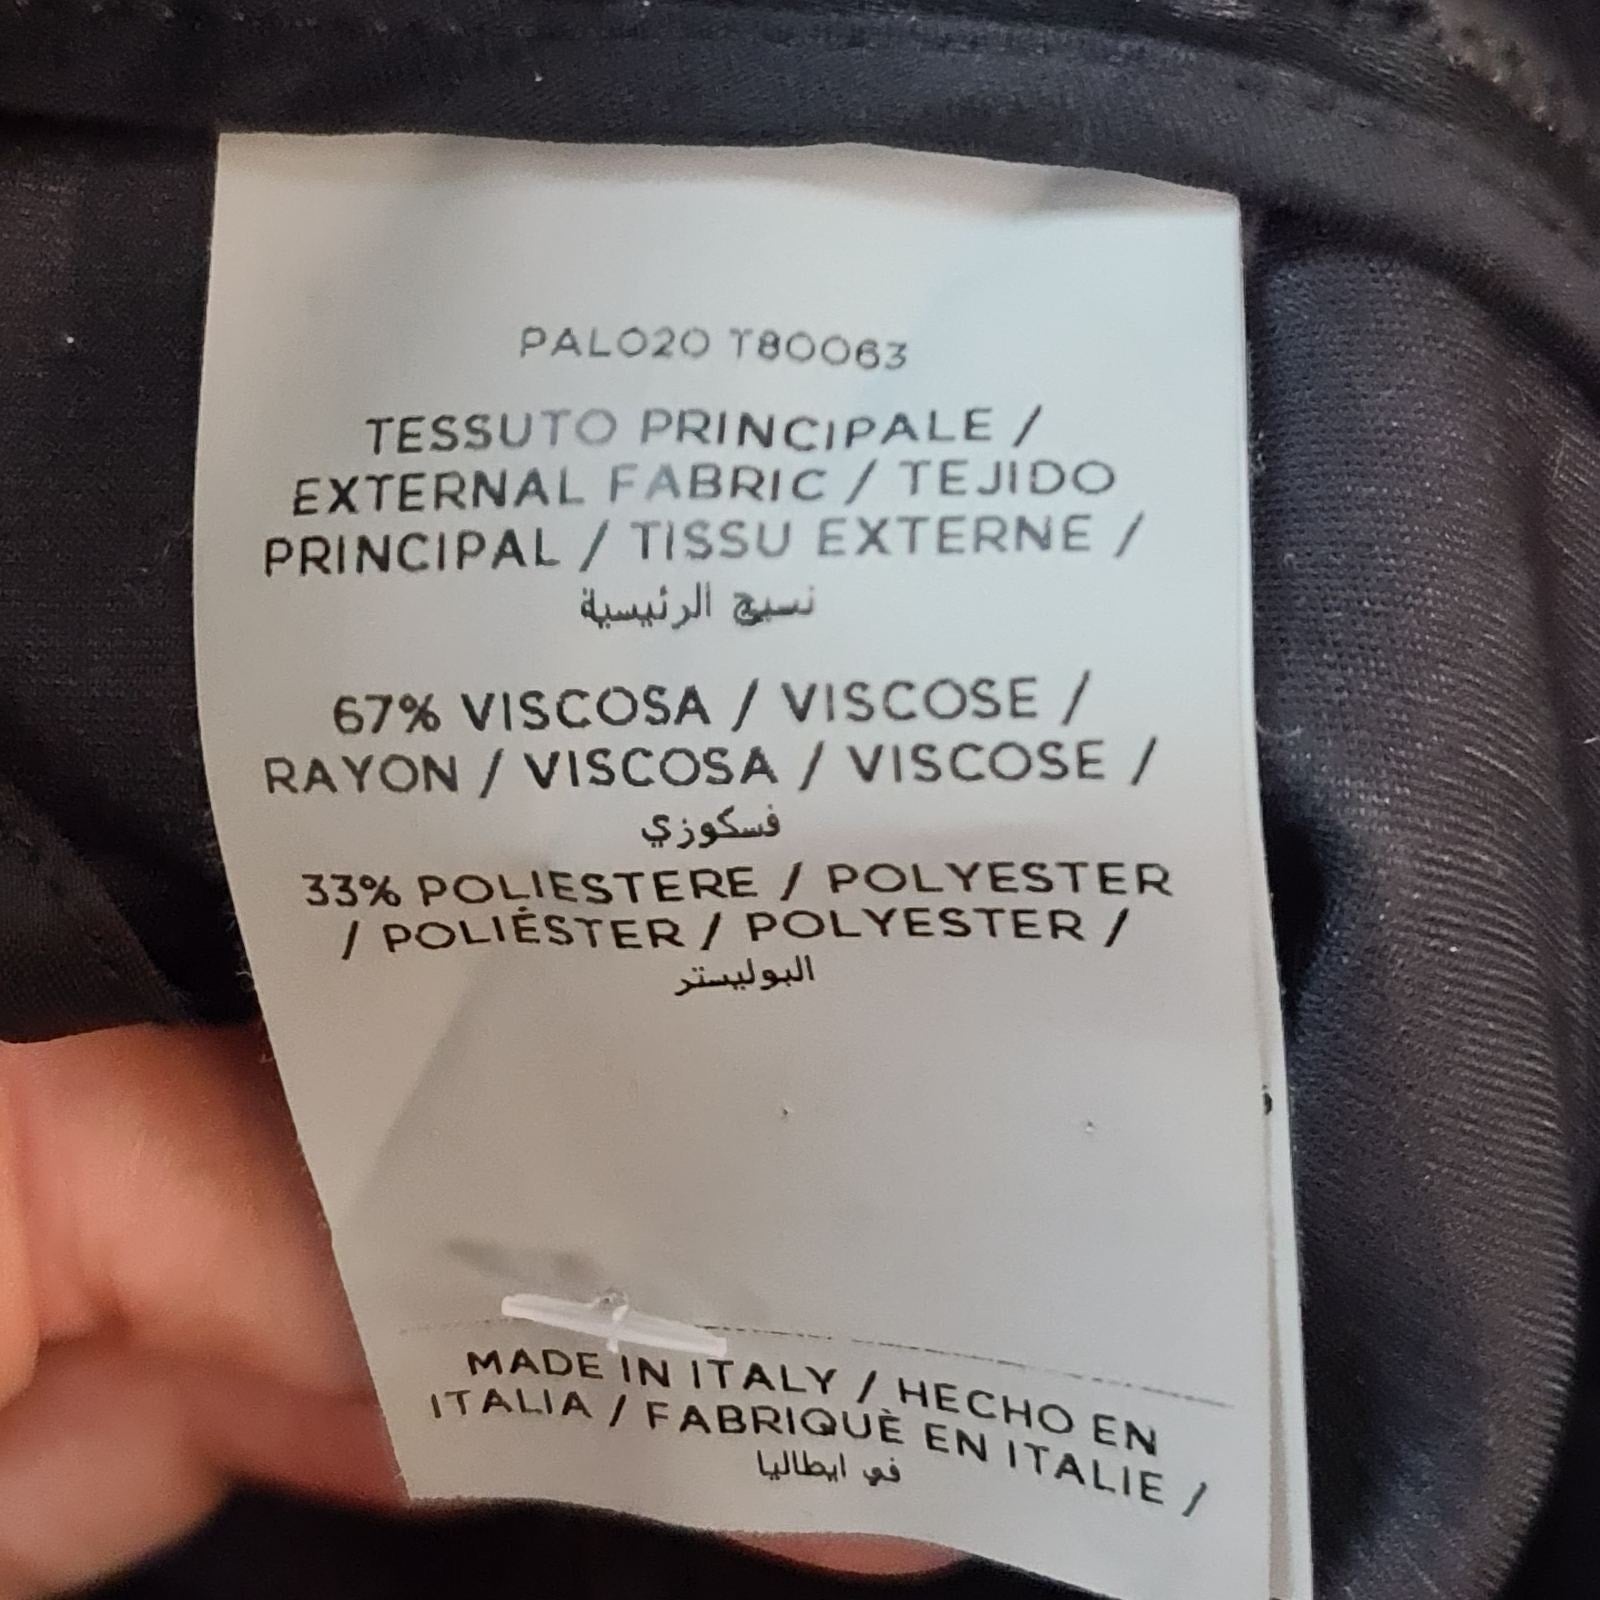 PAL020 T80063
TESSUTO PRINCIPALE /
EXTERNAL FABRIC / TEJIDO
PRINCIPAL / TISSU EXTERNE /
نسيج الرئيسية
67% VISCOSA / VISCOSE /
RAYON / VISCOSA / VISCOSE /
فسكوزي
33% POLIESTERE / POLYESTER
/ POLIÉSTER / POLYESTER /
البوليستر
MADE IN ITALY / HECHO EN
ITALIA / FABRIQUÈ EN ITALIE /
في ايطاليا